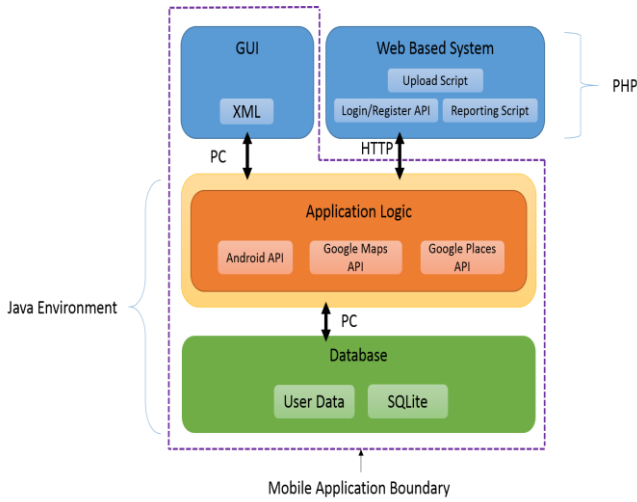 GUI
Web Based System
Upload Script
XML
Login/Register API
Reporting Script
PHP
PC
HTTP
Application Logic
Android API
Google Maps
API
Google Places
API
Java Environment
PC
Database
User Data
SQLite
Mobile Application Boundary